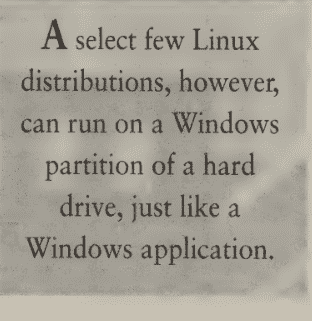 A select few Linux
distributions, however,
can run on a Windows
partition of a hard
drive, just like a
Windows application.